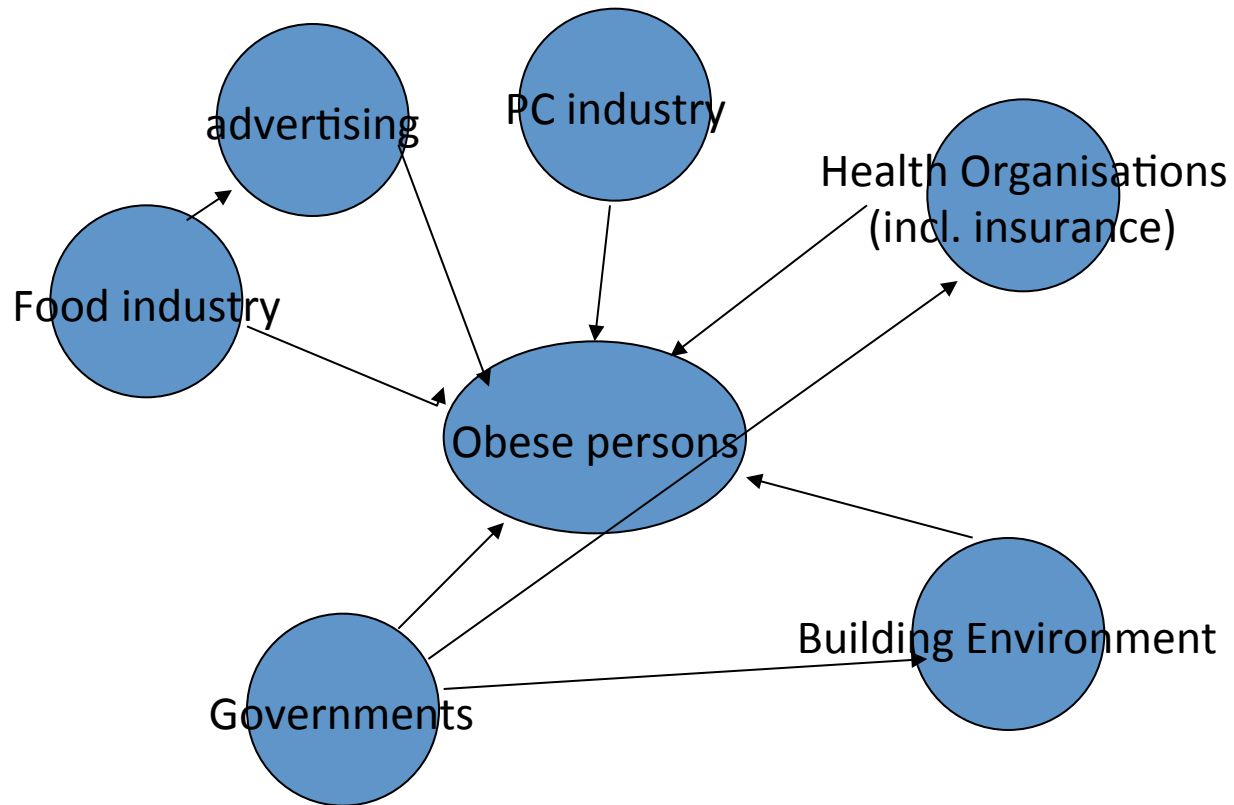 advertising
PC industry
Health Organisations
(incl. insurance)
Food industry
Obese persons
Building Environment
Governments